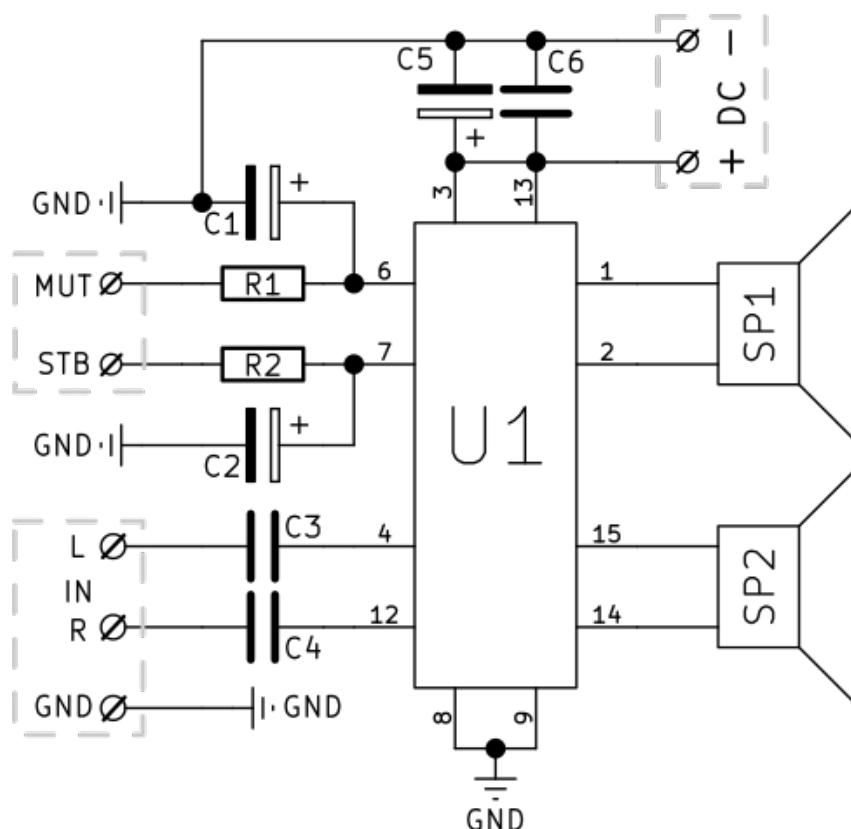 C5
C6
− DC +
+
3
13
GND
C1
+
MUT
R1
6
1
STB
R2
7
2
SP1
GND
C2
+
U1
L
C3
4
15
IN
R
C4
12
14
SP2
GND
GND
8
9
GND